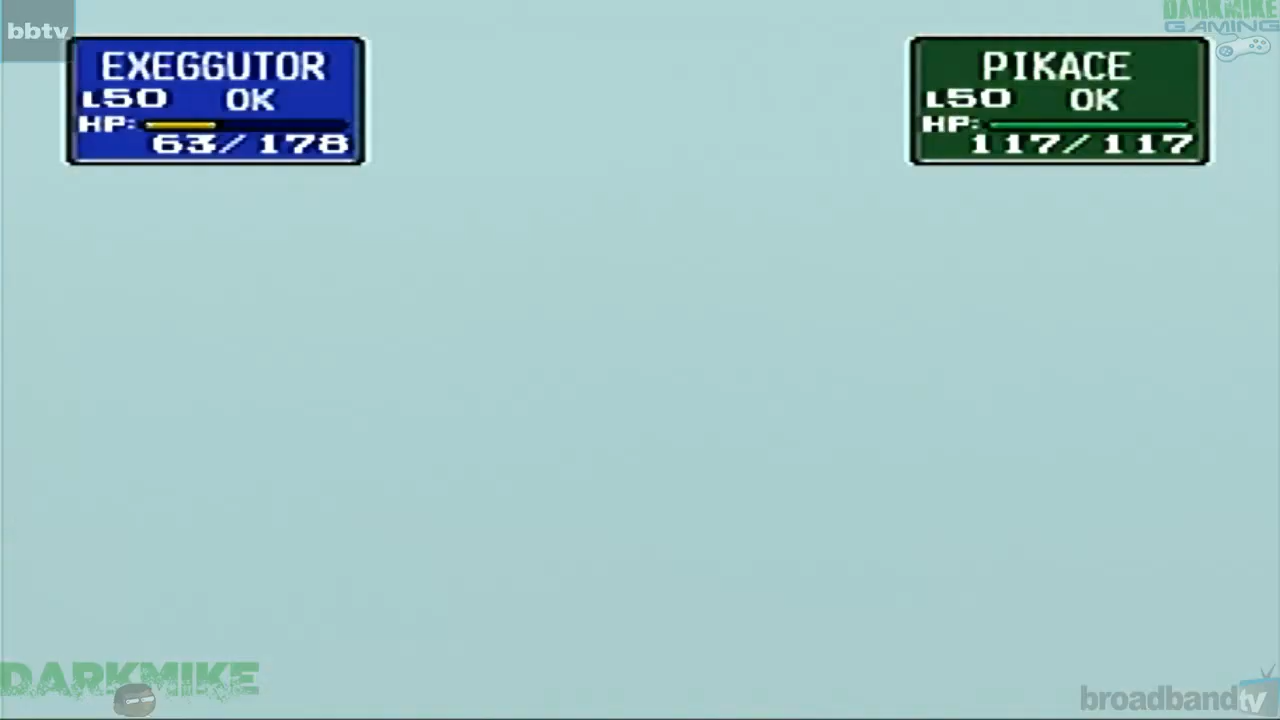 bbtv
DARKMIKE
GAMING
EXEGGUTOR
L50 OK
HP:
63/178
PIKACE
L50 OK
HP:
117/117
DARKMIKE
broadbandtv